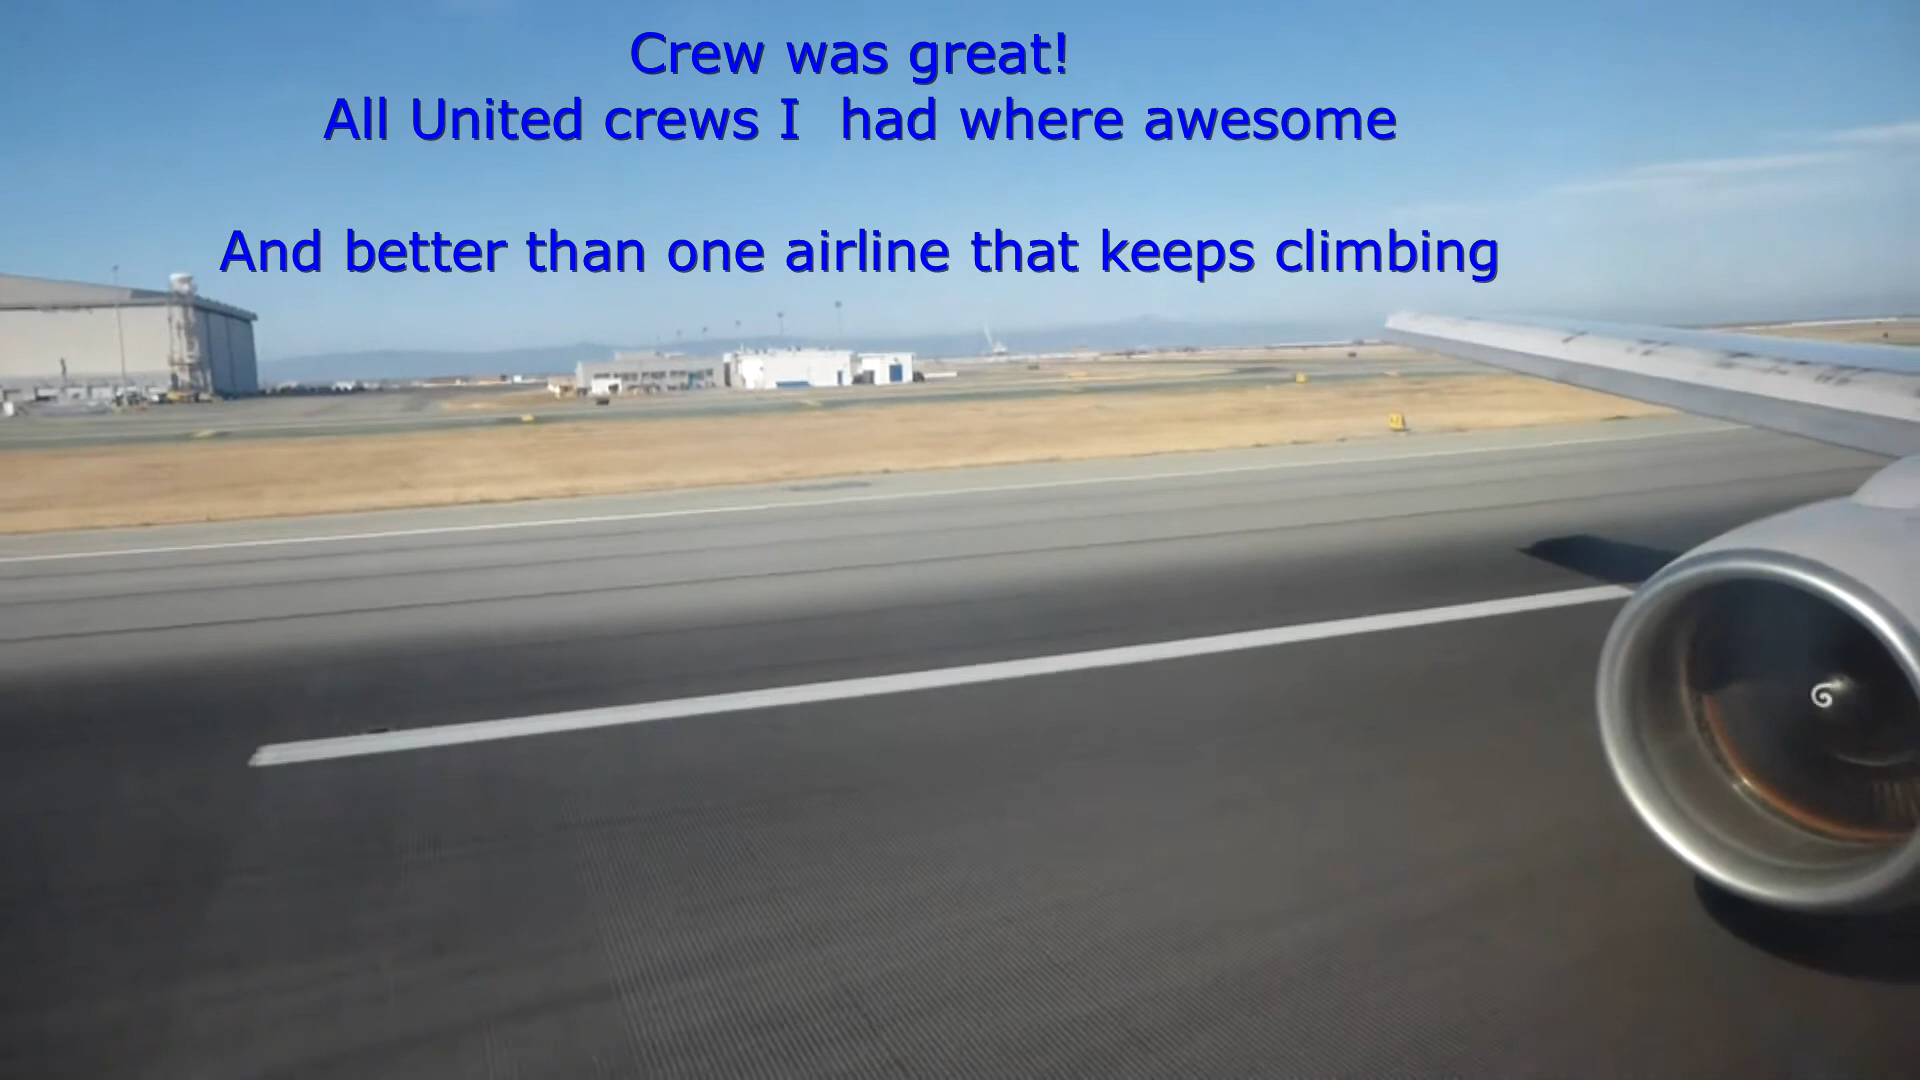 Crew was great!
All United crews I  had where awesome
And better than one airline that keeps climbing